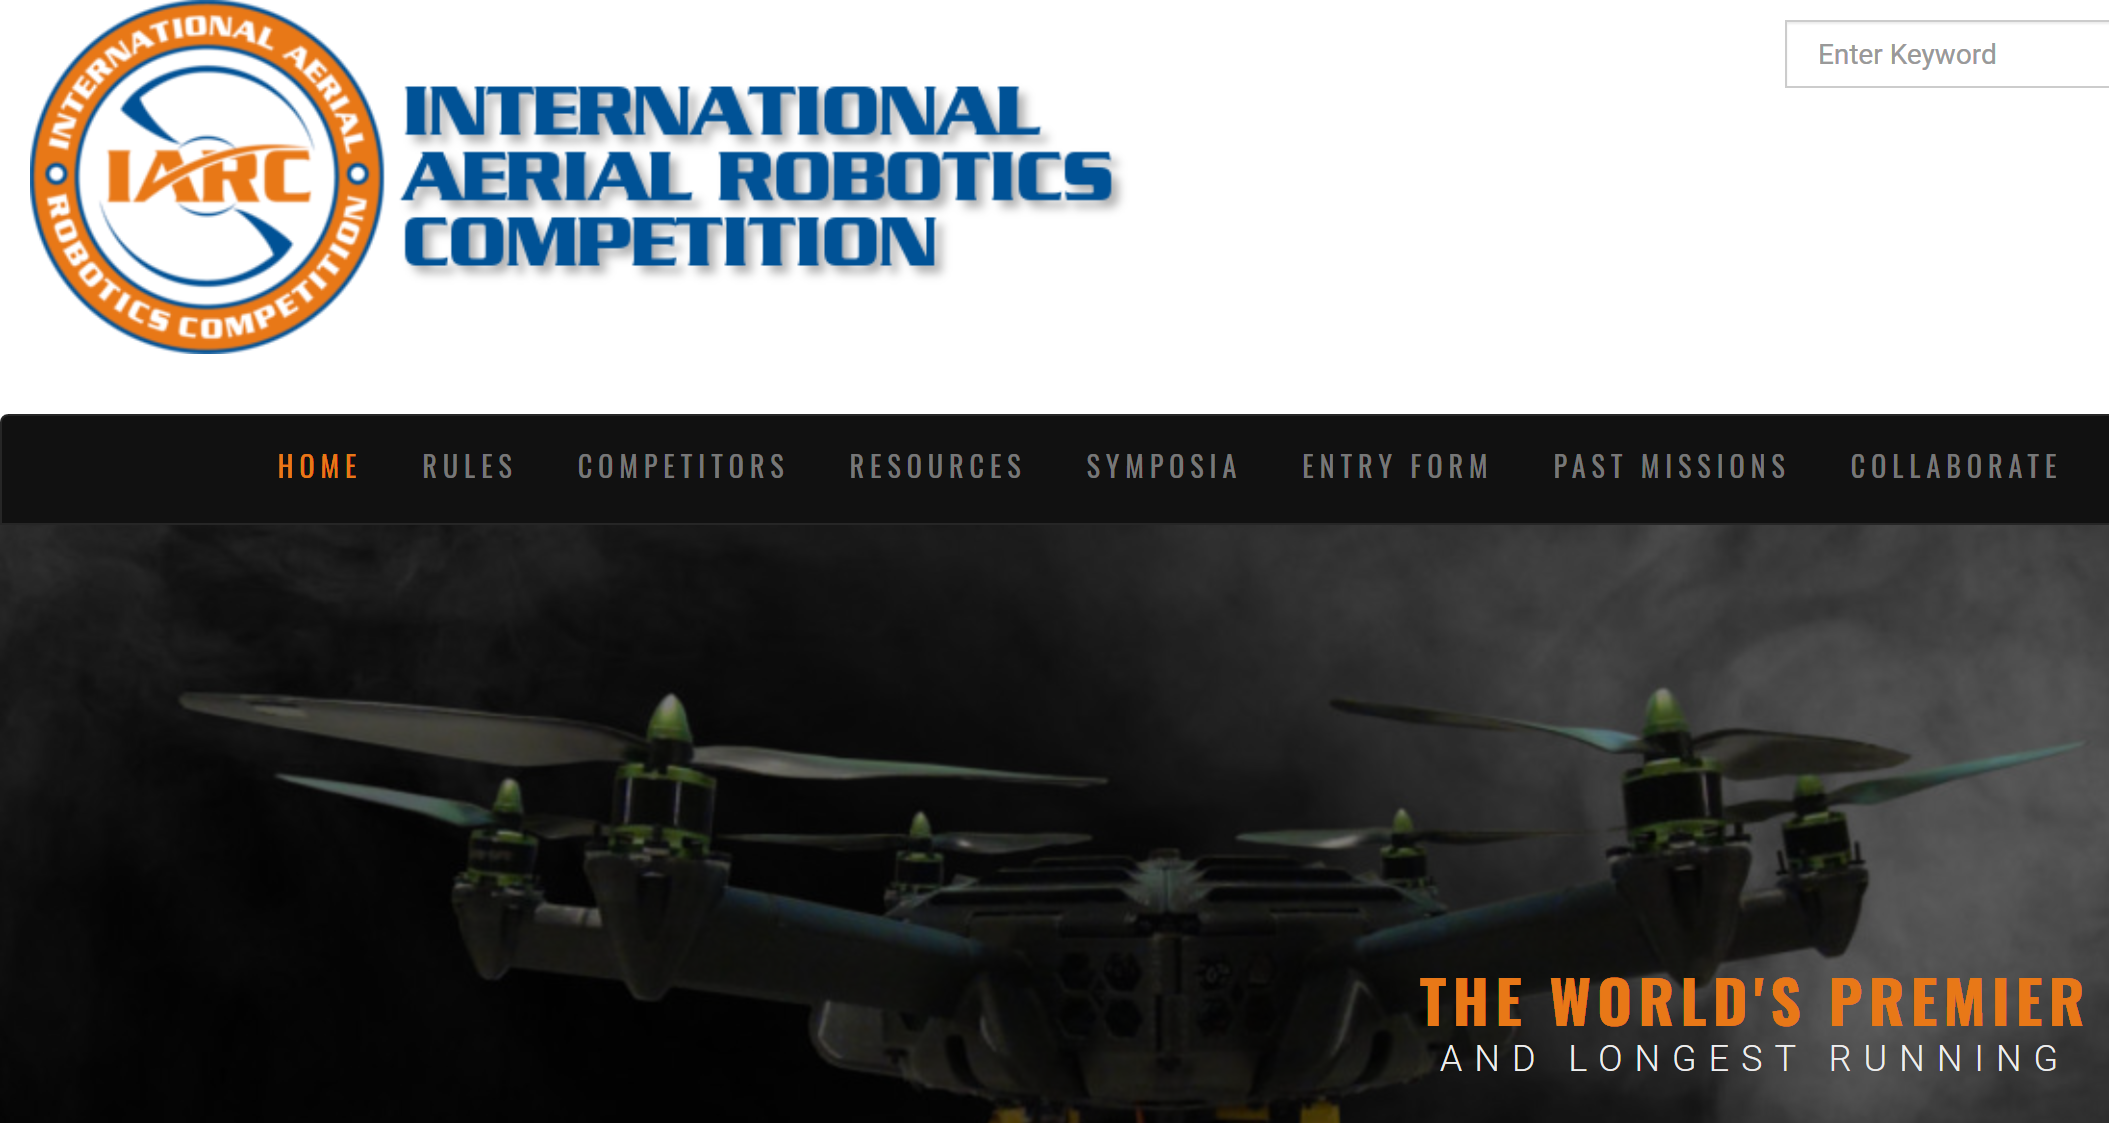 INTERNATIONAL AERIAL
ROBOTICS COMPETITION
IARC
INTERNATIONAL
AERIAL ROBOTICS
COMPETITION
Enter Keyword
HOME RULES COMPETITORS RESOURCES SYMPOSIA ENTRY FORM PAST MISSIONS COLLABORATE
THE WORLD'S PREMIER
AND LONGEST RUNNING